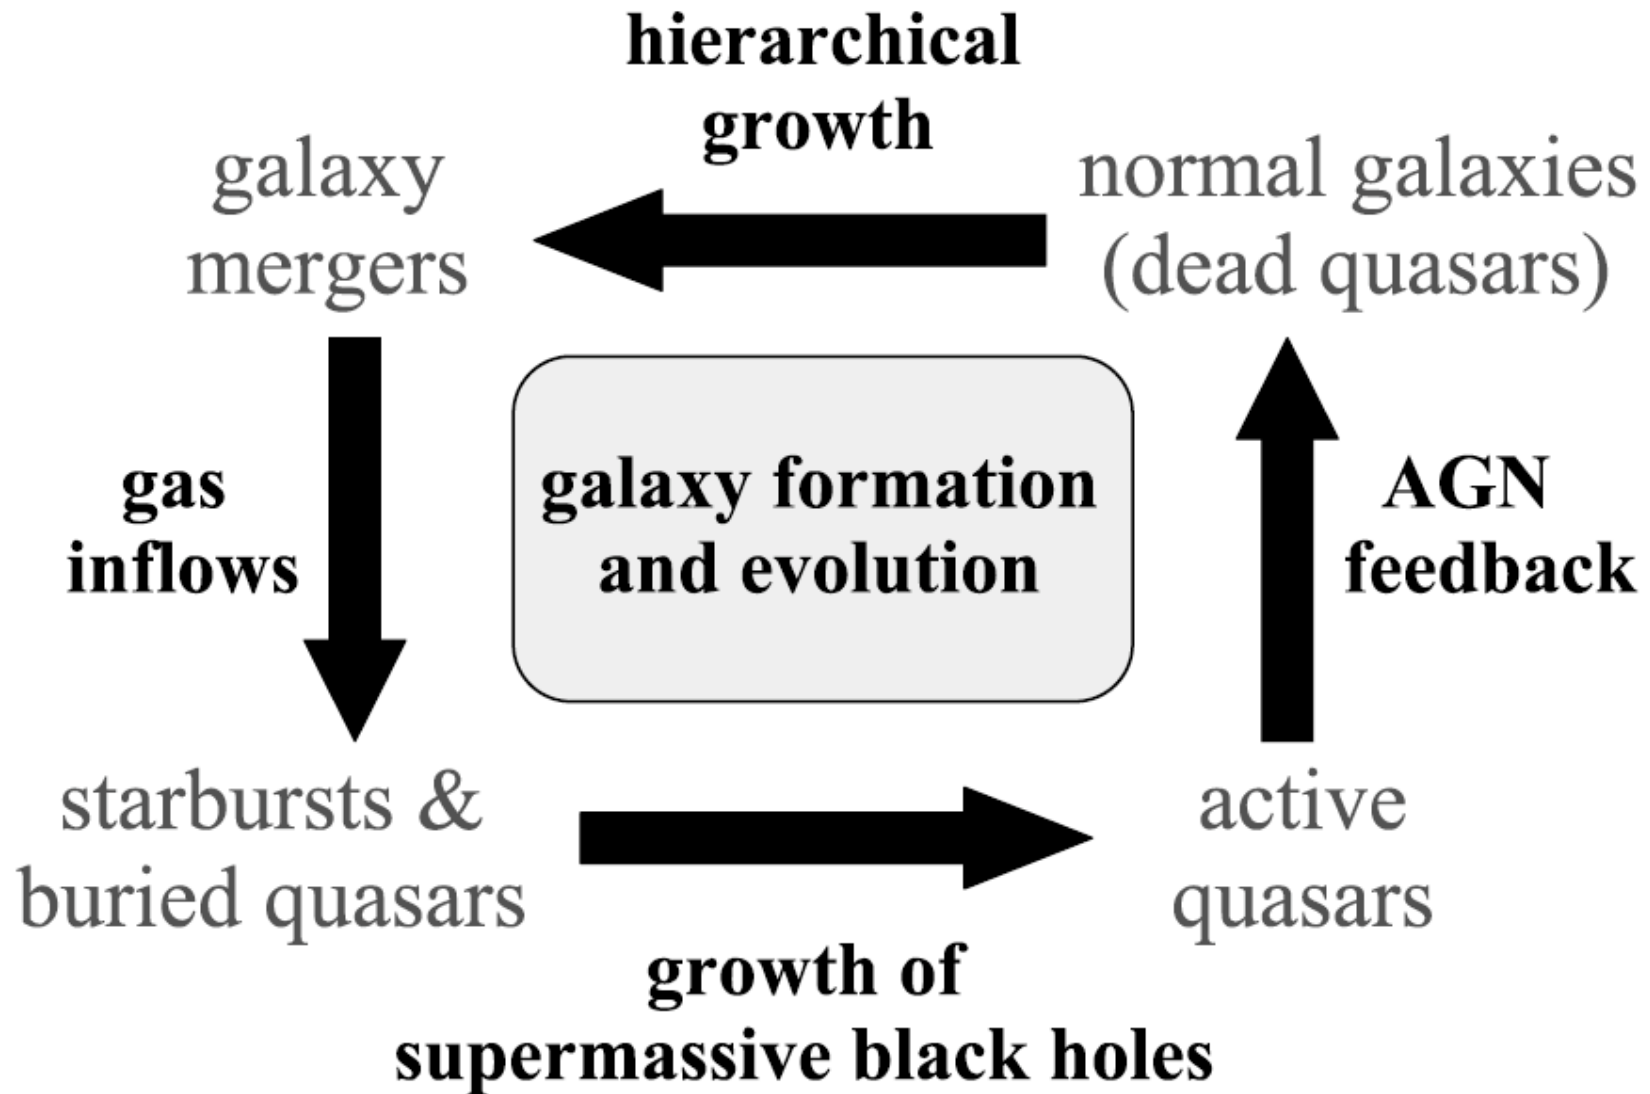 hierarchical
growth
galaxy
mergers
normal galaxies
(dead quasars)
gas
inflows
galaxy formation
and evolution
AGN
feedback
starbursts &
buried quasars
active
quasars
growth of
supermassive black holes